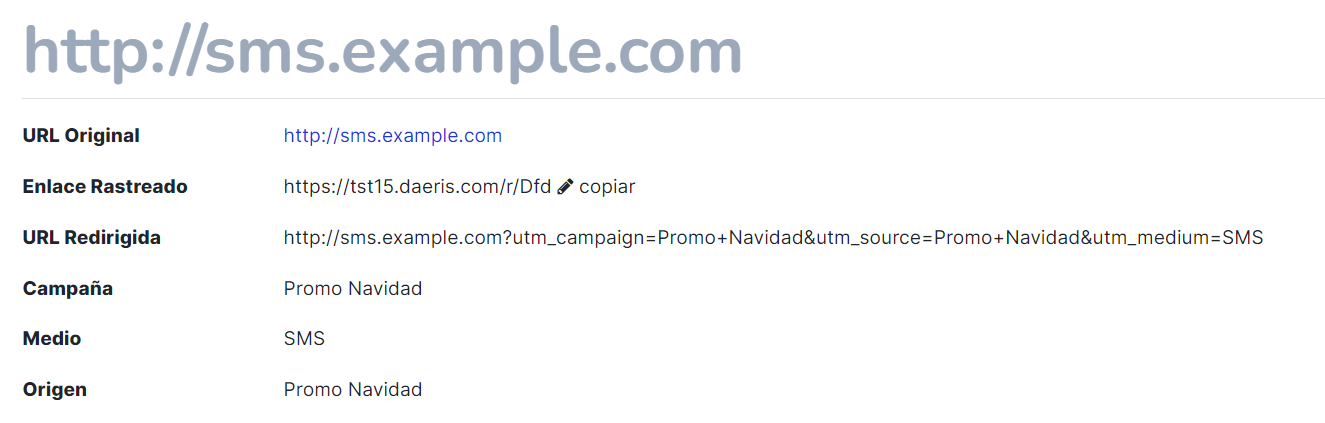 http://sms.example.com
URL Original http://sms.example.com
Enlace Rastreado https://tst15.daeris.com/r/Dfd copiar
URL Redirigida http://sms.example.com?utm_campaign=Promo+Navidad&utm_source=Promo+Navidad&utm_medium=SMS
Campaña Promo Navidad
Medio SMS
Origen Promo Navidad